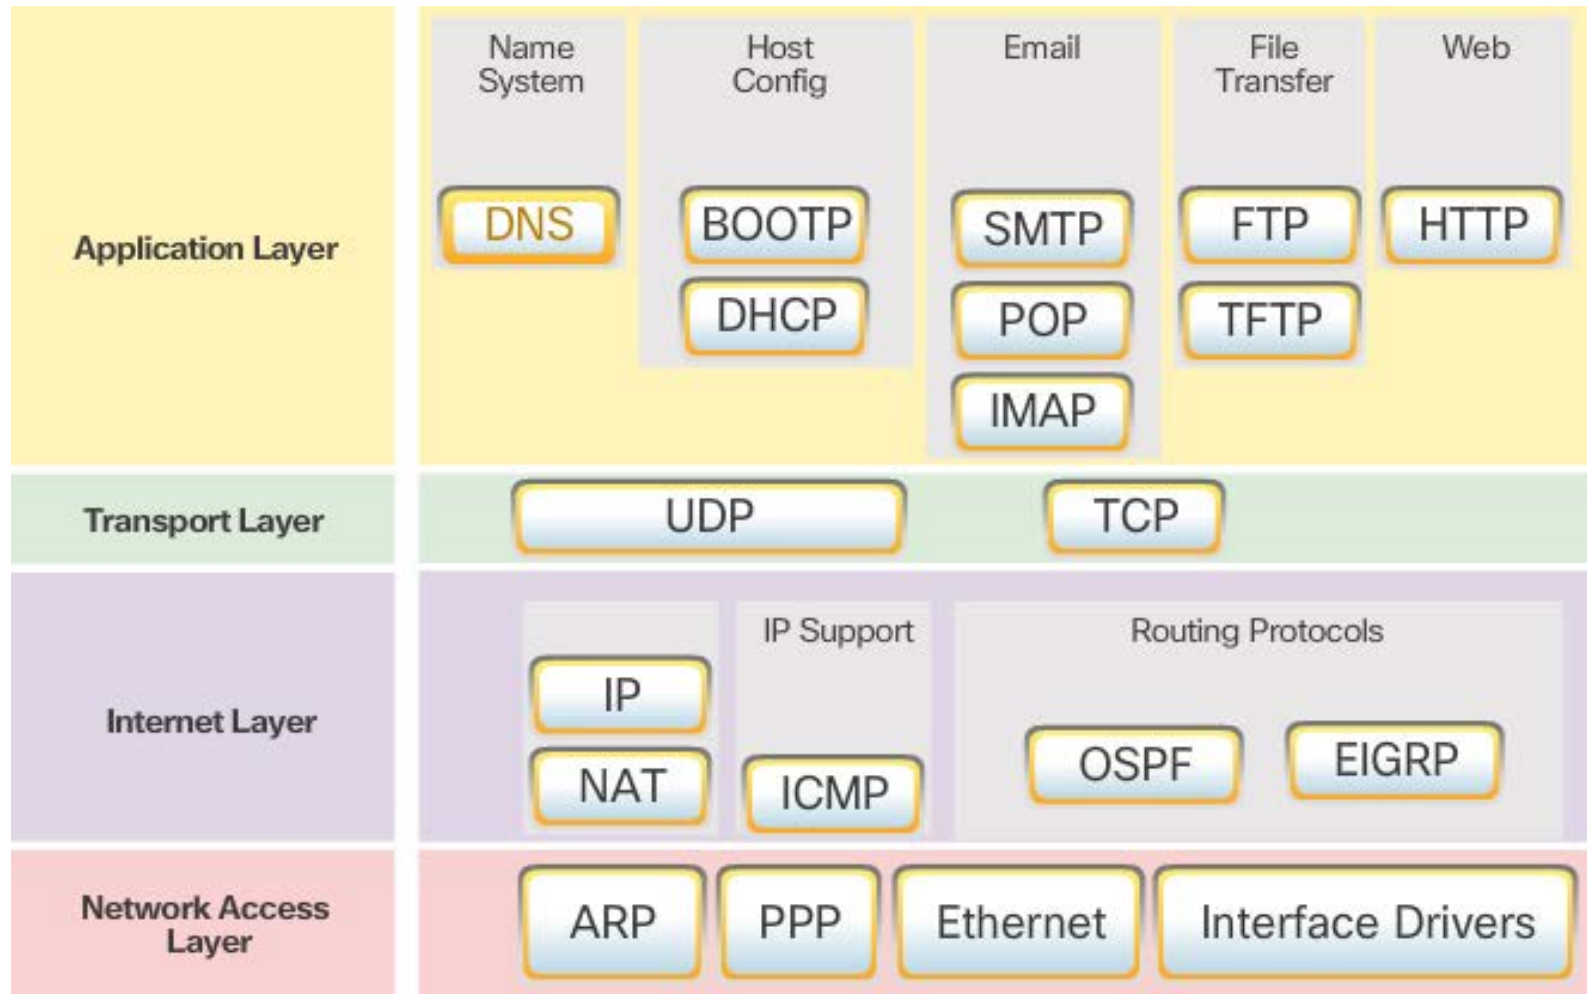 Name
System
Host
Config
Email
File
Transfer
Web
Application Layer
DNS
BOOTP
DHCP
SMTP
POP
IMAP
FTP
TFTP
HTTP
Transport Layer
UDP
TCP
Internet Layer
IP
NAT
IP Support
ICMP
Routing Protocols
OSPF
EIGRP
Network Access
Layer
ARP
PPP
Ethernet
Interface Drivers